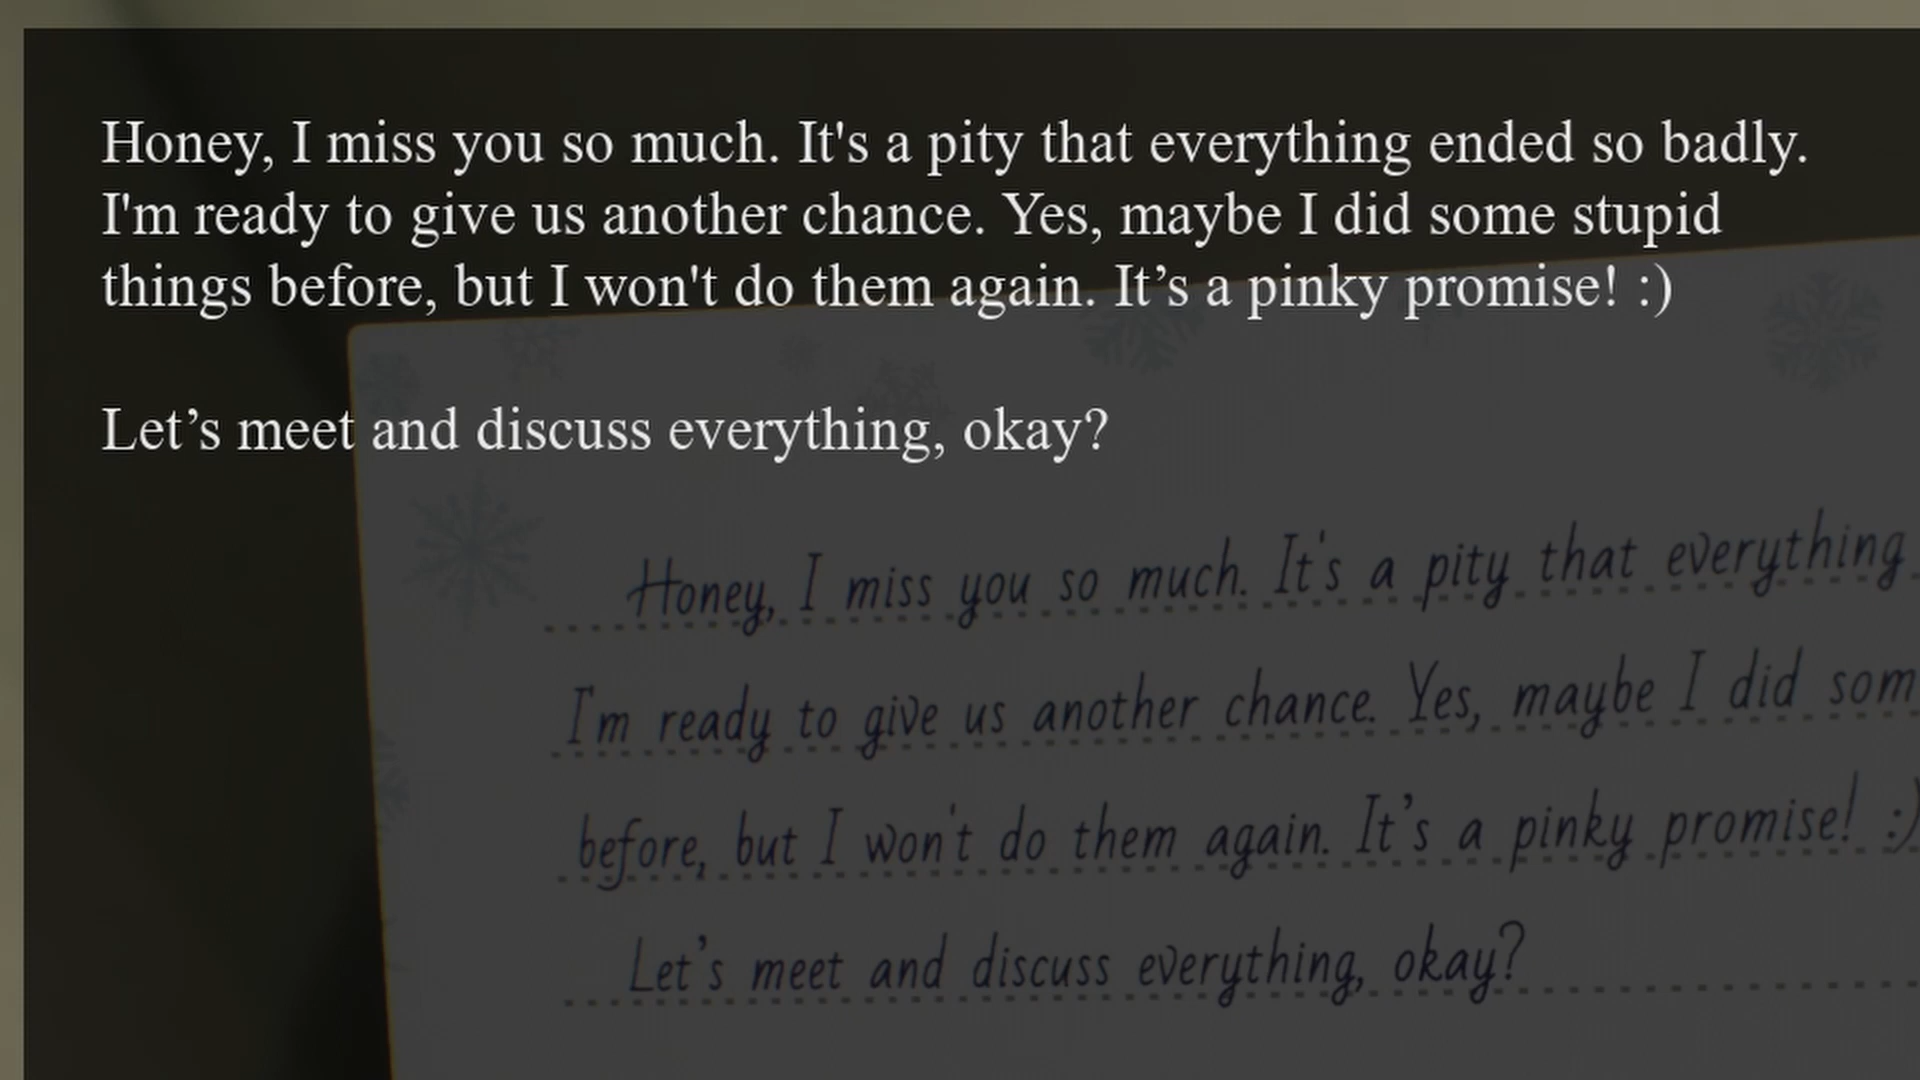 Honey, I miss you so much. It's a pity that everything ended so badly.
I'm ready to give us another chance. Yes, maybe I did some stupid
things before, but I won't do them again. It’s a pinky promise! :)
Let’s meet and discuss everything, okay?
Honey, I miss you so much. It's a pity that everything
I'm ready to give us another chance. Yes, maybe I did som
before, but I won't do them again. It’s a pinky promise! :)
Let’s meet and discuss everything, okay?